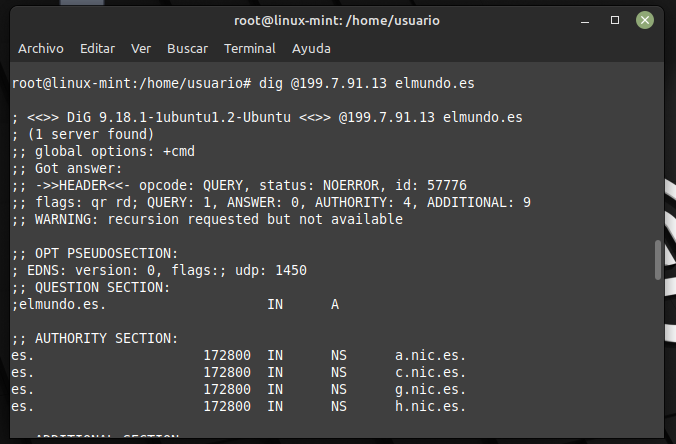 root@linux-mint: /home/usuario
Archivo Editar Ver Buscar Terminal Ayuda
root@linux-mint:/home/usuario# dig @199.7.91.13 elmundo.es
; <<>> DiG 9.18.1-1ubuntu1.2-Ubuntu <<>> @199.7.91.13 elmundo.es
; (1 server found)
;; global options: +cmd
;; Got answer:
;; ->>HEADER<<- opcode: QUERY, status: NOERROR, id: 57776
;; flags: qr rd; QUERY: 1, ANSWER: 0, AUTHORITY: 4, ADDITIONAL: 9
;; WARNING: recursion requested but not available
;; OPT PSEUDOSECTION:
; EDNS: version: 0, flags:; udp: 1450
;; QUESTION SECTION:
;elmundo.es. IN A
;; AUTHORITY SECTION:
es. 172800 IN NS a.nic.es.
es. 172800 IN NS c.nic.es.
es. 172800 IN NS g.nic.es.
es. 172800 IN NS h.nic.es.
;; ADDITIONAL SECTION: